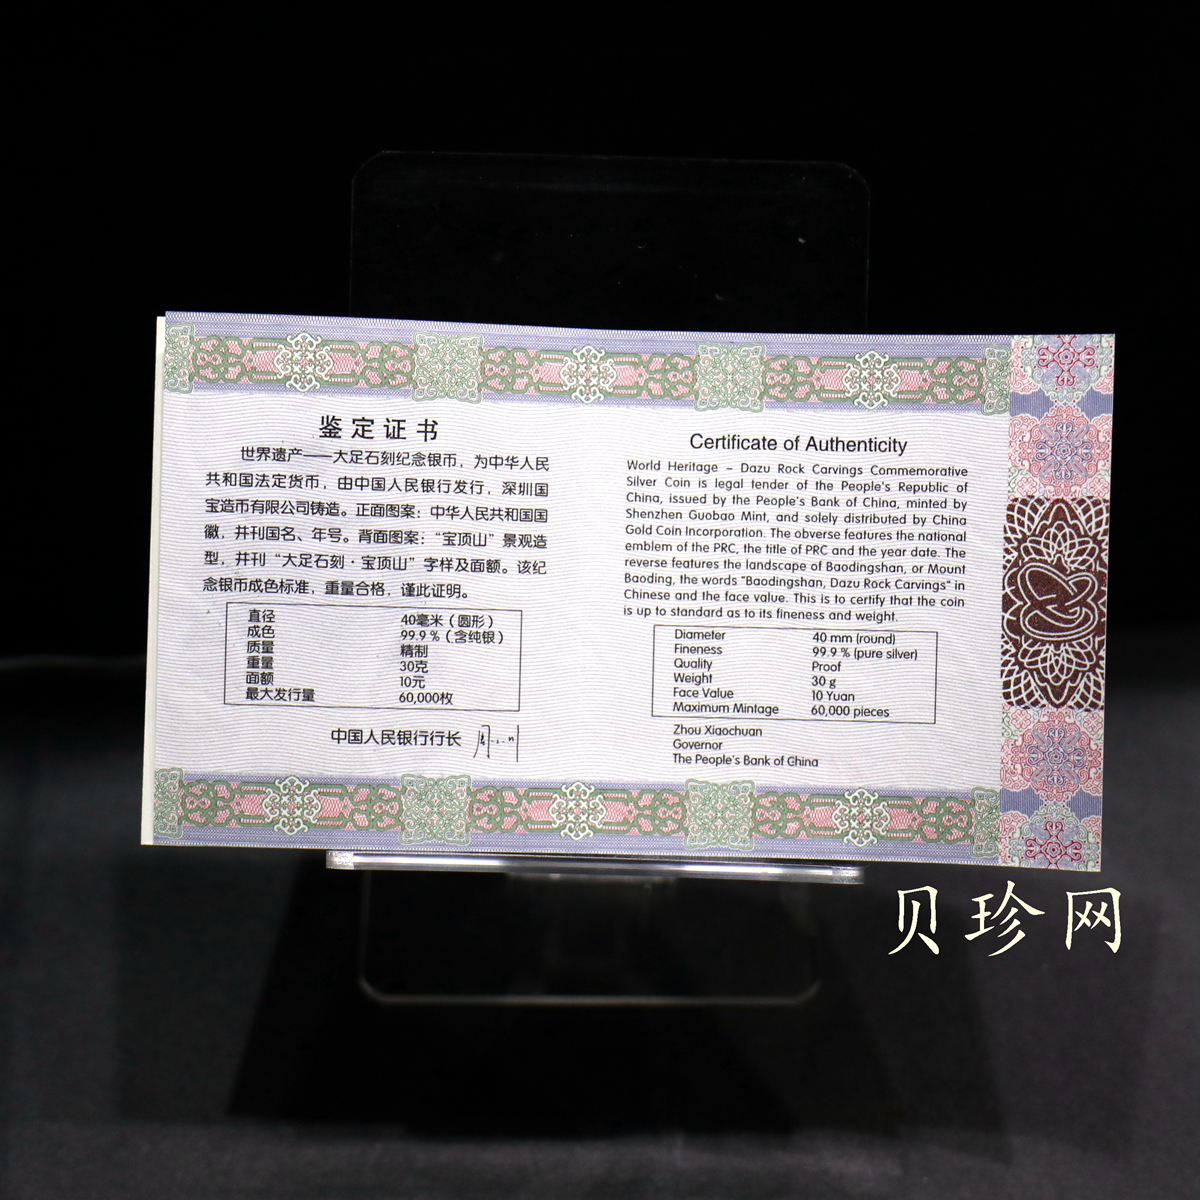 鉴定证书
世界遗产——大足石刻纪念银币，为中华人民
共和国法定货币，由中国人民银行发行，深圳国
宝造币有限公司铸造。正面图案：中华人民共和国国
徽，并刊国名、年号。背面图案：“宝顶山”景观造
型，并刊“大足石刻·宝顶山”字样及面额。该纪
念银币成色标准，重量合格，谨此证明。
直径 40毫米（圆形）
成色 99.9％（含纯银）
质量 精制
重量 30克
面额 10元
最大发行量 60,000枚
中国人民银行行长
Certificate of Authenticity
World Heritage – Dazu Rock Carvings Commemorative
Silver Coin is legal tender of the People's Republic of
China, issued by the People's Bank of China, minted by
Shenzhen Guobao Mint, and solely distributed by China
Gold Coin Incorporation. The obverse features the national
emblem of the PRC, the title of PRC and the year date. The
reverse features the landscape of Baodingshan, or Mount
Baoding, the words "Baodingshan, Dazu Rock Carvings" in
Chinese and the face value. This is to certify that the coin
is up to standard as to its fineness and weight.
Diameter 40 mm (round)
Fineness 99.9 % (pure silver)
Quality Proof
Weight 30 g
Face Value 10 Yuan
Maximum Mintage 60,000 pieces
Zhou Xiaochuan
Governor
The People's Bank of China
贝珍网